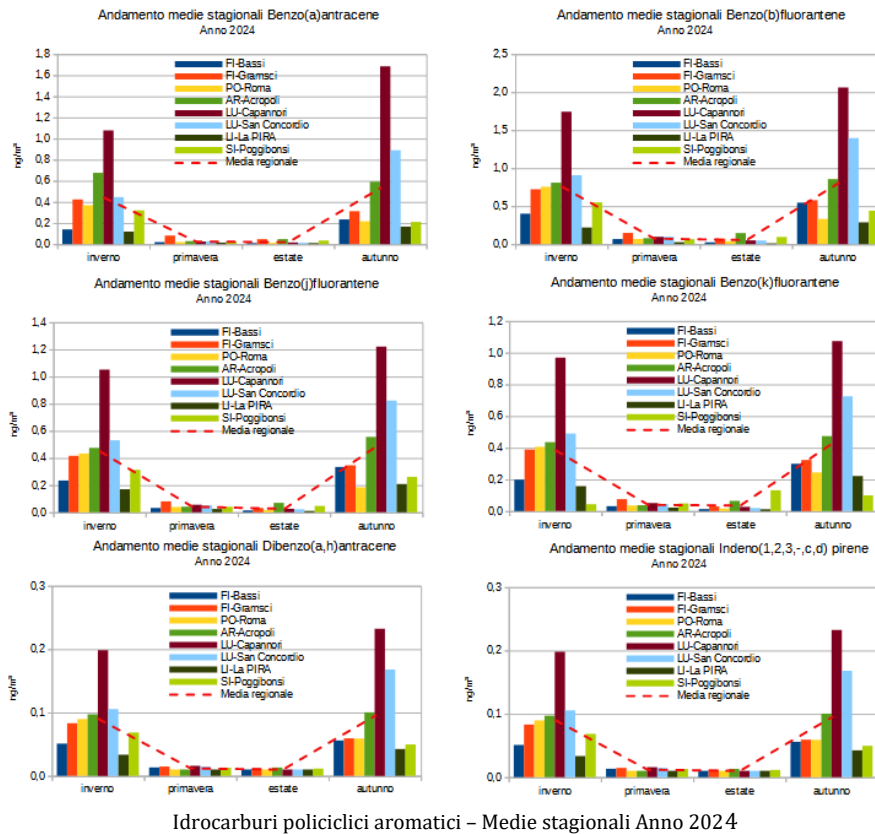 Andamento medie stagionali Benzo(a)antracene
Anno 2024
1,8
1,6
1,4
1,2
1,0
0,8
0,6
0,4
0,2
0,0
ng/m³
FI-Bassi
FI-Gramsci
PO-Roma
AR-Acropoli
LU-Capannori
LU-San Concordio
LI-La PIRA
SI-Poggibonsi
Media regionale
inverno primavera estate autunno
Andamento medie stagionali Benzo(b)fluorantene
Anno 2024
2,5
2,0
1,5
1,0
0,5
0,0
ng/m³
FI-Bassi
FI-Gramsci
PO-Roma
AR-Acropoli
LU-Capannori
LU-San Concordio
LI-La PIRA
SI-Poggibonsi
Media regionale
inverno primavera estate autunno
Andamento medie stagionali Benzo(j)fluorantene
Anno 2024
1,4
1,2
1,0
0,8
0,6
0,4
0,2
0,0
ng/m³
FI-Bassi
FI-Gramsci
PO-Roma
AR-Acropoli
LU-Capannori
LU-San Concordio
LI-La PIRA
SI-Poggibonsi
Media regionale
inverno primavera estate autunno
Andamento medie stagionali Benzo(k)fluorantene
Anno 2024
1,2
1,0
0,8
0,6
0,4
0,2
0,0
ng/m³
FI-Bassi
FI-Gramsci
PO-Roma
AR-Acropoli
LU-Capannori
LU-San Concordio
LI-La PIRA
SI-Poggibonsi
Media regionale
inverno primavera estate autunno
Andamento medie stagionali Dibenzo(a,h)antracene
Anno 2024
0,3
0,2
0,1
0,0
ng/m³
FI-Bassi
FI-Gramsci
PO-Roma
AR-Acropoli
LU-Capannori
LU-San Concordio
LI-La PIRA
SI-Poggibonsi
Media regionale
inverno primavera estate autunno
Andamento medie stagionali Indeno(1,2,3,-,c,d) pirene
Anno 2024
0,3
0,2
0,1
0,0
ng/m³
FI-Bassi
FI-Gramsci
PO-Roma
AR-Acropoli
LU-Capannori
LU-San Concordio
LI-La PIRA
SI-Poggibonsi
Media regionale
inverno primavera estate autunno
Idrocarburi policiclici aromatici – Medie stagionali Anno 2024